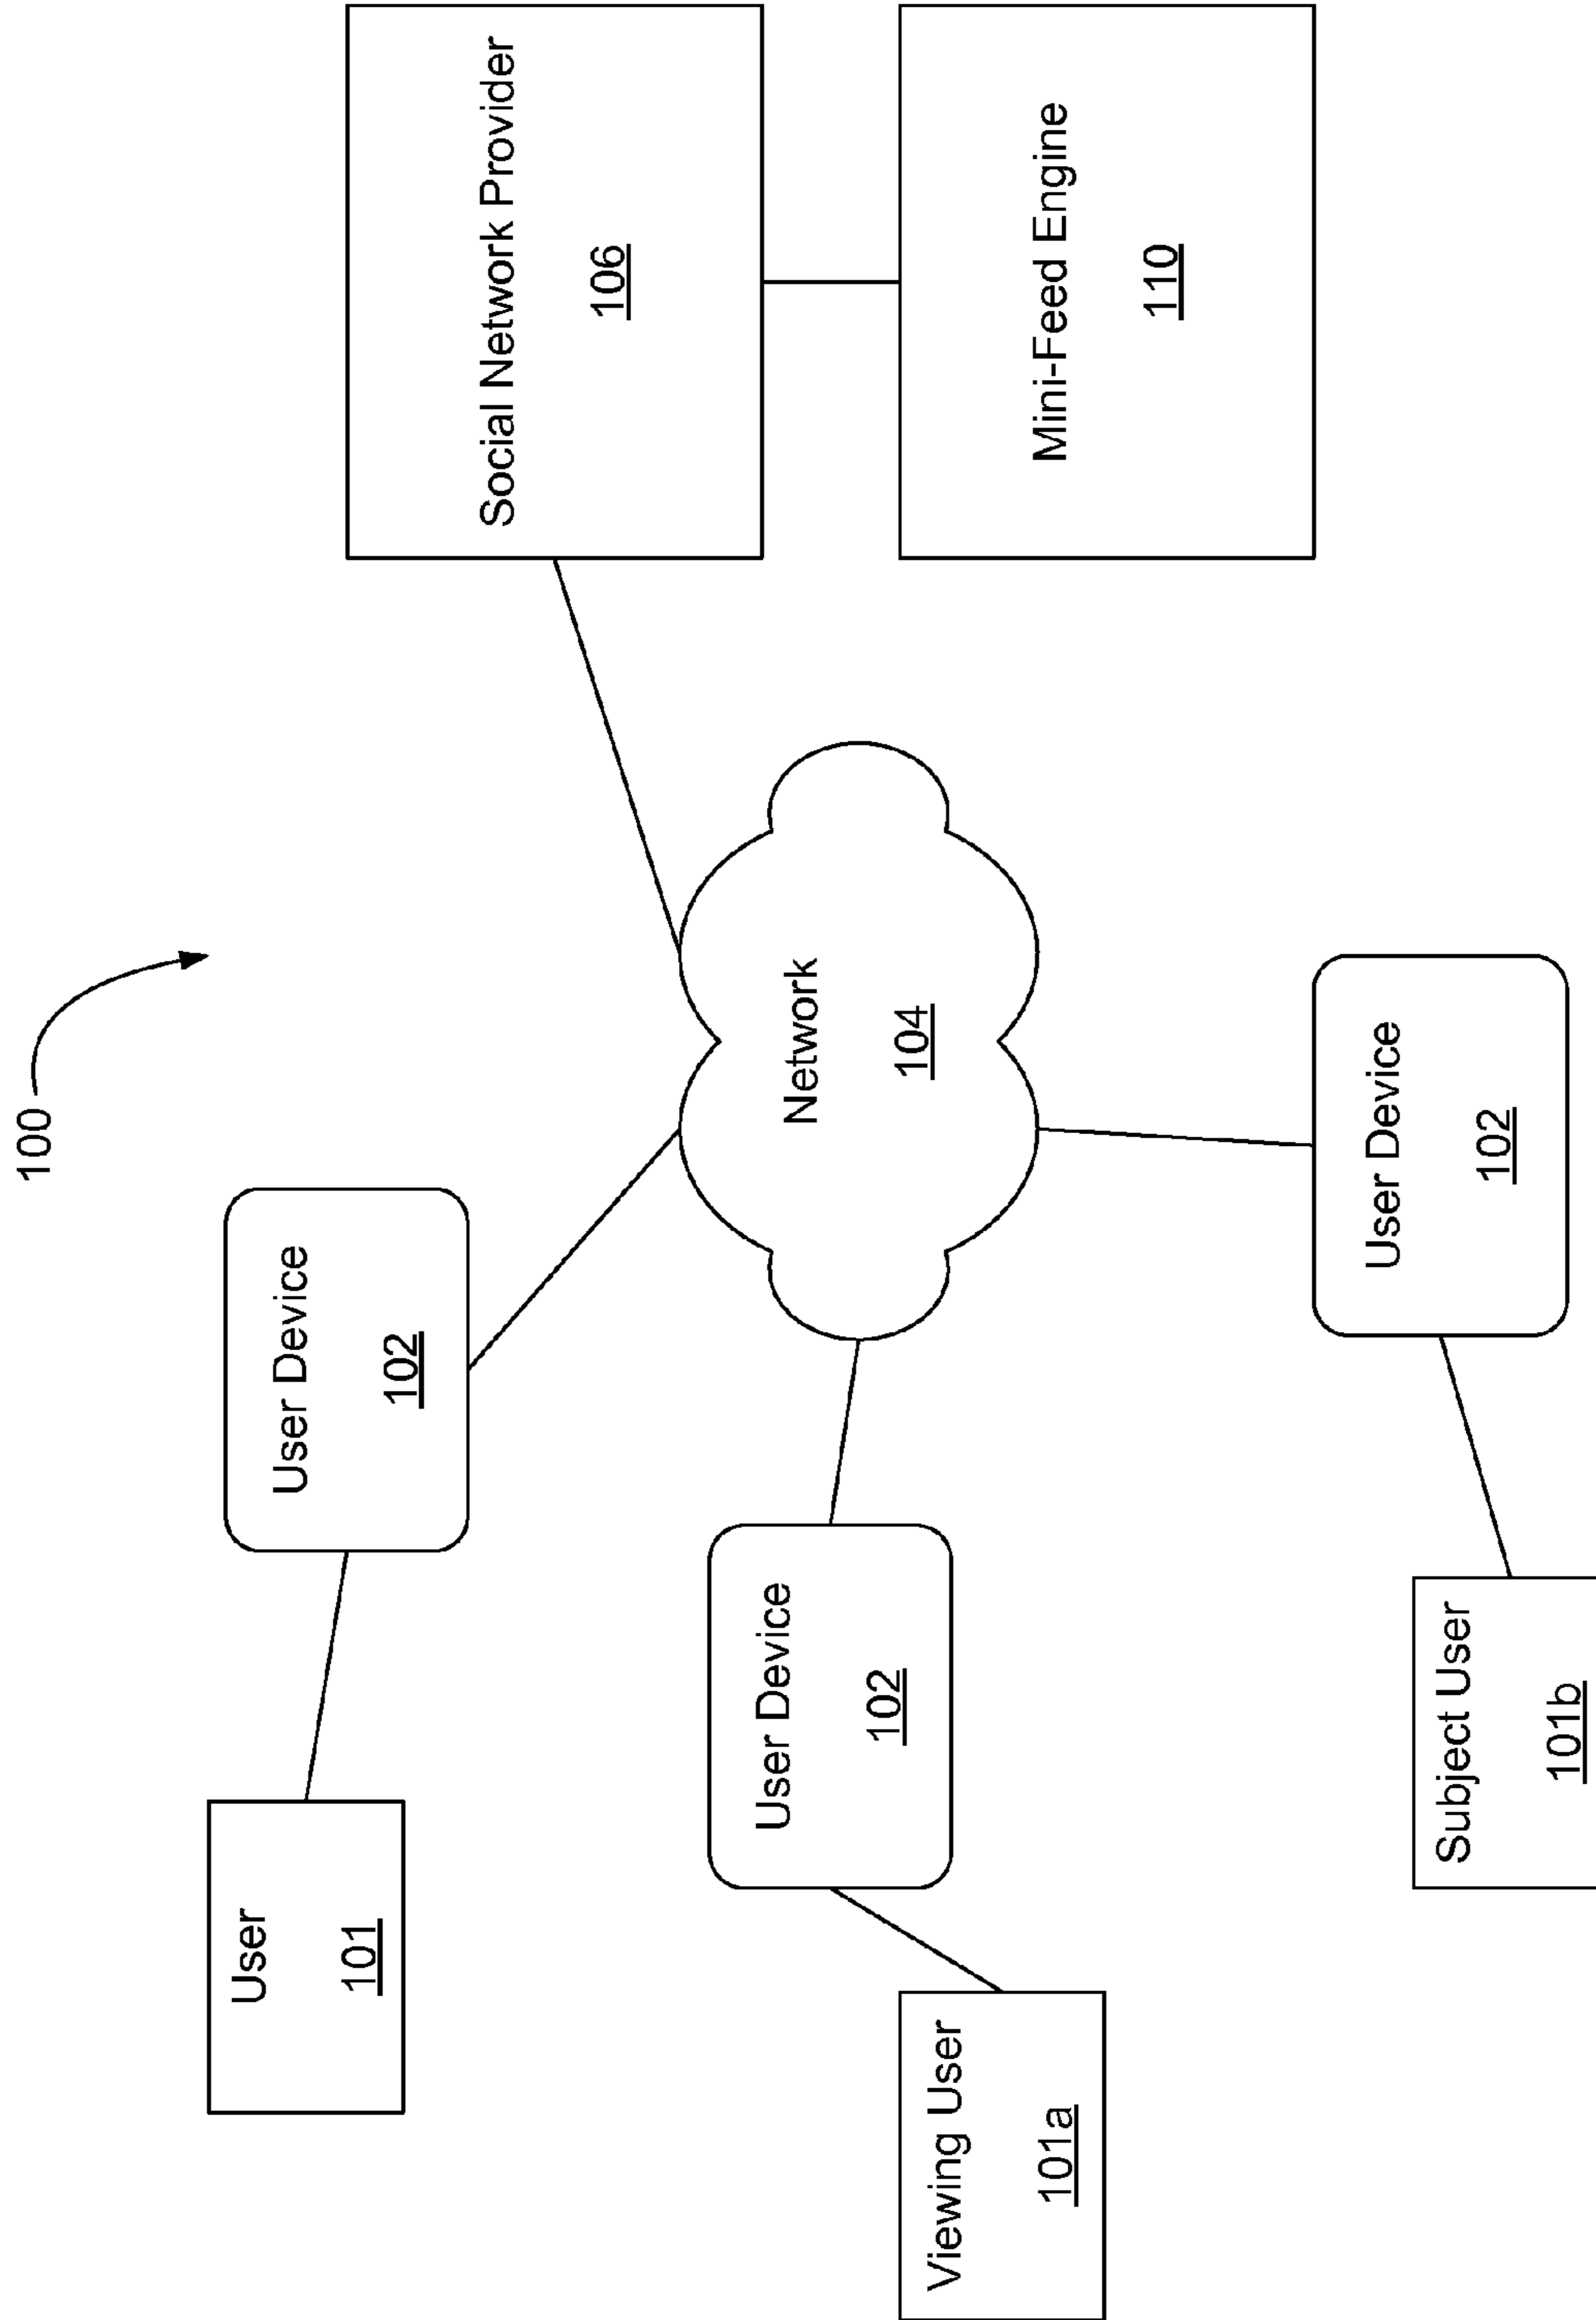 100
User
101
User Device
102
Social Network Provider
106
Viewing User
101a
User Device
102
Network
104
Mini-Feed Engine
110
Subject User
101b
User Device
102